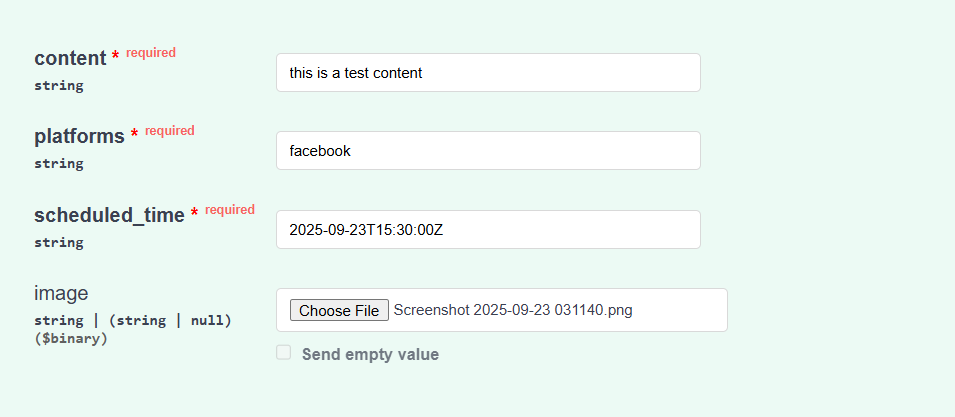 content * required
string
this is a test content
platforms * required
string
facebook
scheduled_time * required
string
2025-09-23T15:30:00Z
image
string | (string | null)
($binary)
Choose File Screenshot 2025-09-23 031140.png
Send empty value